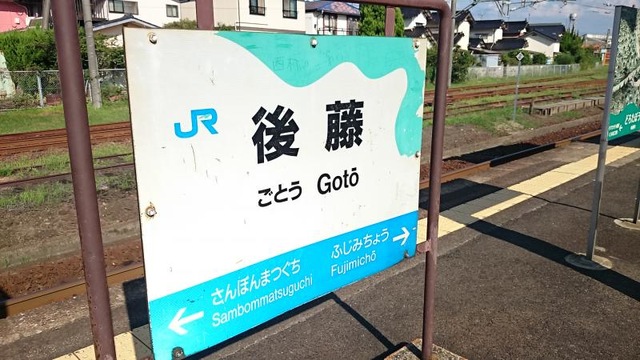 JR
後藤
ごとう Gotō
ふじみちょう
Fujimichō
さんぼんまつぐち
Sambommatsuguchi